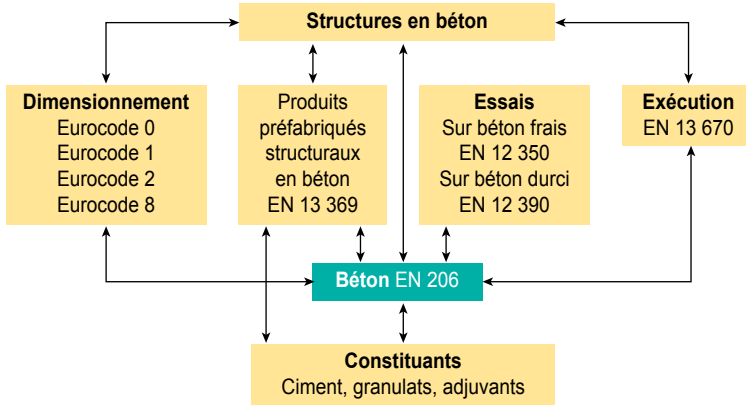 Structures en béton
Dimensionnement
Eurocode 0
Eurocode 1
Eurocode 2
Eurocode 8
Produits
préfabriqués
structuraux
en béton
EN 13 369
Essais
Sur béton frais
EN 12 350
Sur béton durci
EN 12 390
Exécution
EN 13 670
Béton EN 206
Constituants
Ciment, granulats, adjuvants